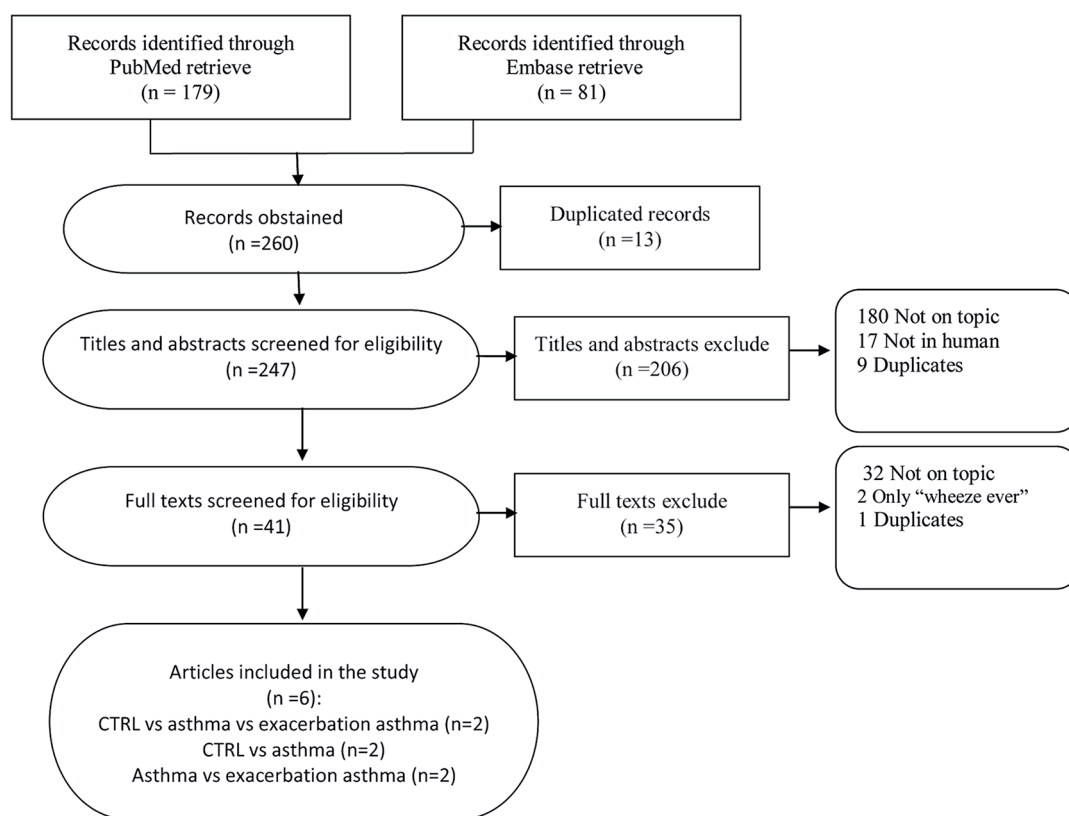 Records identified through
PubMed retrieve
(n = 179)
Records identified through
Embase retrieve
(n = 81)
Records obstained
(n =260)
Duplicated records
(n =13)
Titles and abstracts screened for eligibility
(n =247)
Titles and abstracts exclude
(n =206)
180 Not on topic
17 Not in human
9 Duplicates
Full texts screened for eligibility
(n =41)
Full texts exclude
(n =35)
32 Not on topic
2 Only “wheeze ever”
1 Duplicates
Articles included in the study
(n =6):
CTRL vs asthma vs exacerbation asthma (n=2)
CTRL vs asthma (n=2)
Asthma vs exacerbation asthma (n=2)